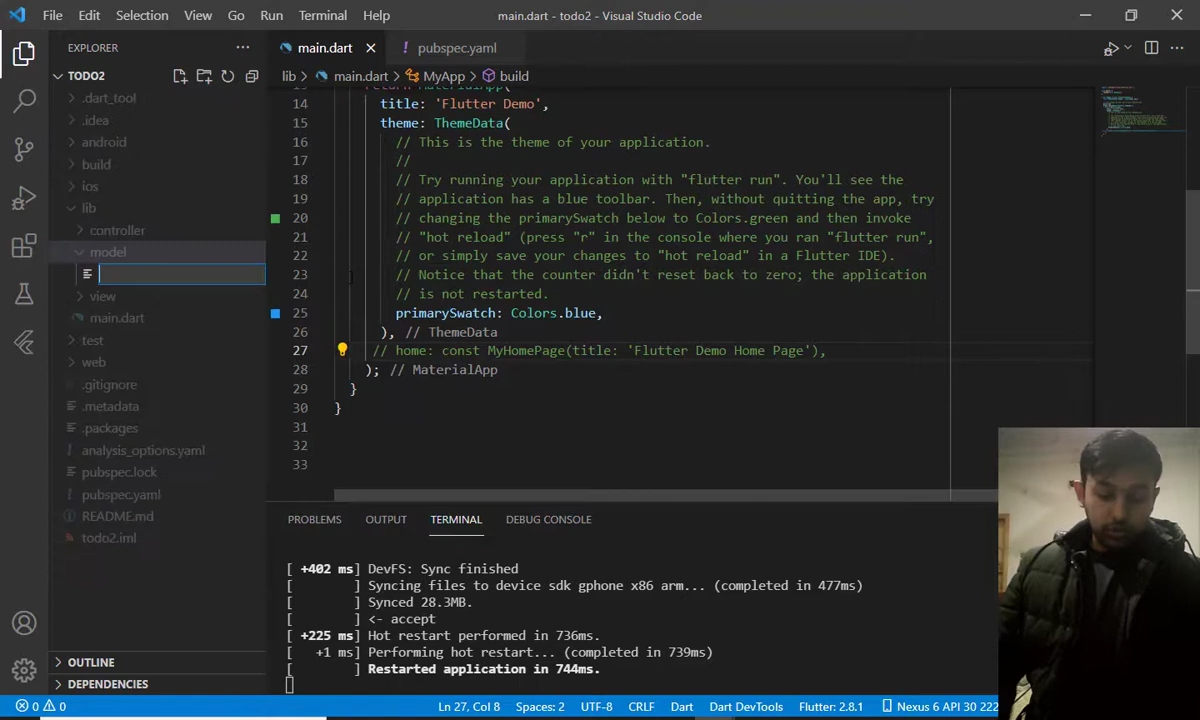 File Edit Selection View Go Run Terminal Help main.dart - todo2 - Visual Studio Code
EXPLORER
main.dart
! pubspec.yaml
TODO2
lib > main.dart > MyApp > build
.dart_tool
.idea
android
build
ios
lib
controller
model
view
main.dart
test
web
.gitignore
.metadata
.packages
! analysis_options.yaml
pubspec.lock
! pubspec.yaml
README.md
todo2.iml
OUTLINE
DEPENDENCIES
14 title: 'Flutter Demo',
15 theme: ThemeData(
16 // This is the theme of your application.
17 //
18 // Try running your application with "flutter run". You'll see the
19 // application has a blue toolbar. Then, without quitting the app, try
20 // changing the primarySwatch below to Colors.green and then invoke
21 // "hot reload" (press "r" in the console where you ran "flutter run",
22 // or simply save your changes to "hot reload" in a Flutter IDE).
23 // Notice that the counter didn't reset back to zero; the application
24 // is not restarted.
25 primarySwatch: Colors.blue,
26 ), // ThemeData
27 // home: const MyHomePage(title: 'Flutter Demo Home Page'),
28 ); // MaterialApp
29 }
30 }
31
32
33
PROBLEMS OUTPUT TERMINAL DEBUG CONSOLE
[ +402 ms] DevFS: Sync finished
[ ] Syncing files to device sdk gphone x86 arm... (completed in 477ms)
[ ] Synced 28.3MB.
[ ] <- accept
[ +225 ms] Hot restart performed in 736ms.
[ +1 ms] Performing hot restart... (completed in 739ms)
[ ] Restarted application in 744ms.
0 0 Ln 27, Col 8 Spaces: 2 UTF-8 CRLF Dart Dart DevTools Flutter: 2.8.1 Nexus 6 API 30 222